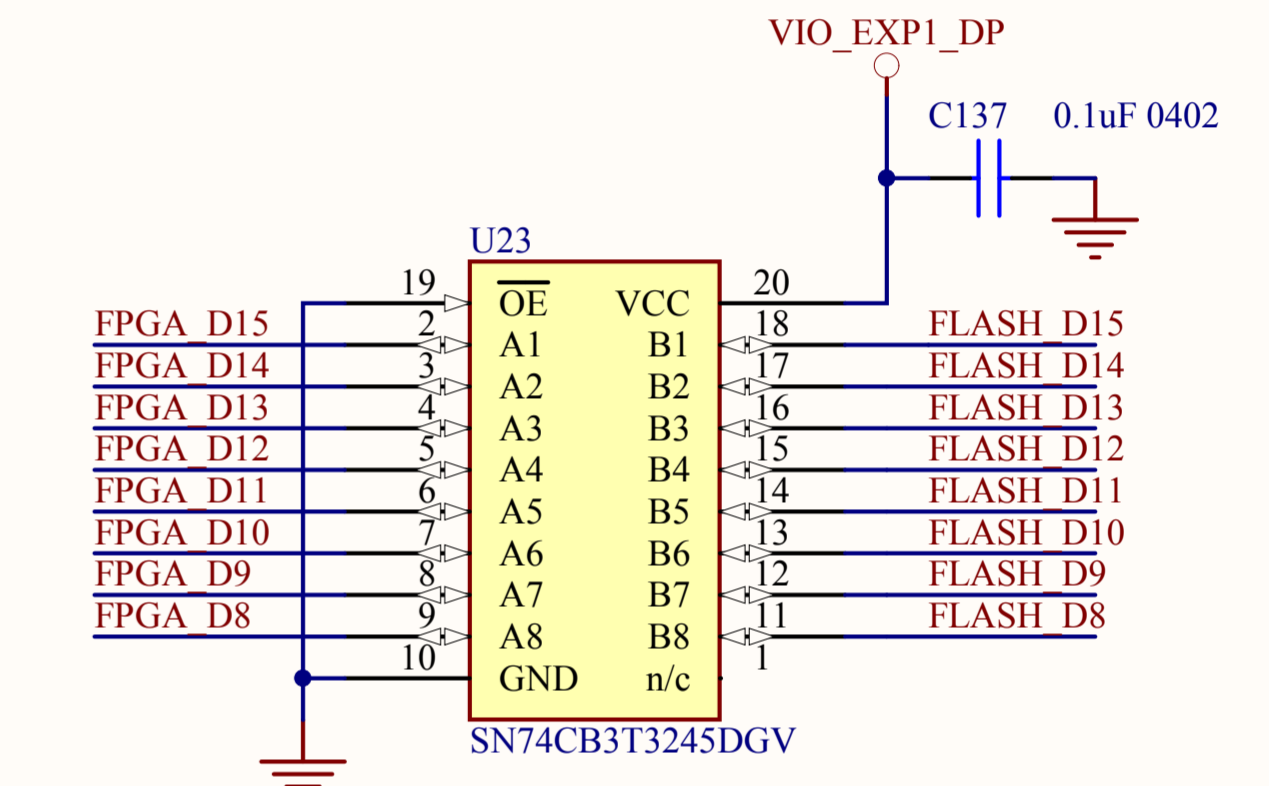 VIO_EXP1_DP
C137 0.1uF 0402
U23
19 OE VCC 20
FPGA_D15 2 A1 B1 18 FLASH_D15
FPGA_D14 3 A2 B2 17 FLASH_D14
FPGA_D13 4 A3 B3 16 FLASH_D13
FPGA_D12 5 A4 B4 15 FLASH_D12
FPGA_D11 6 A5 B5 14 FLASH_D11
FPGA_D10 7 A6 B6 13 FLASH_D10
FPGA_D9 8 A7 B7 12 FLASH_D9
FPGA_D8 9 A8 B8 11 FLASH_D8
10 GND n/c 1
SN74CB3T3245DGV